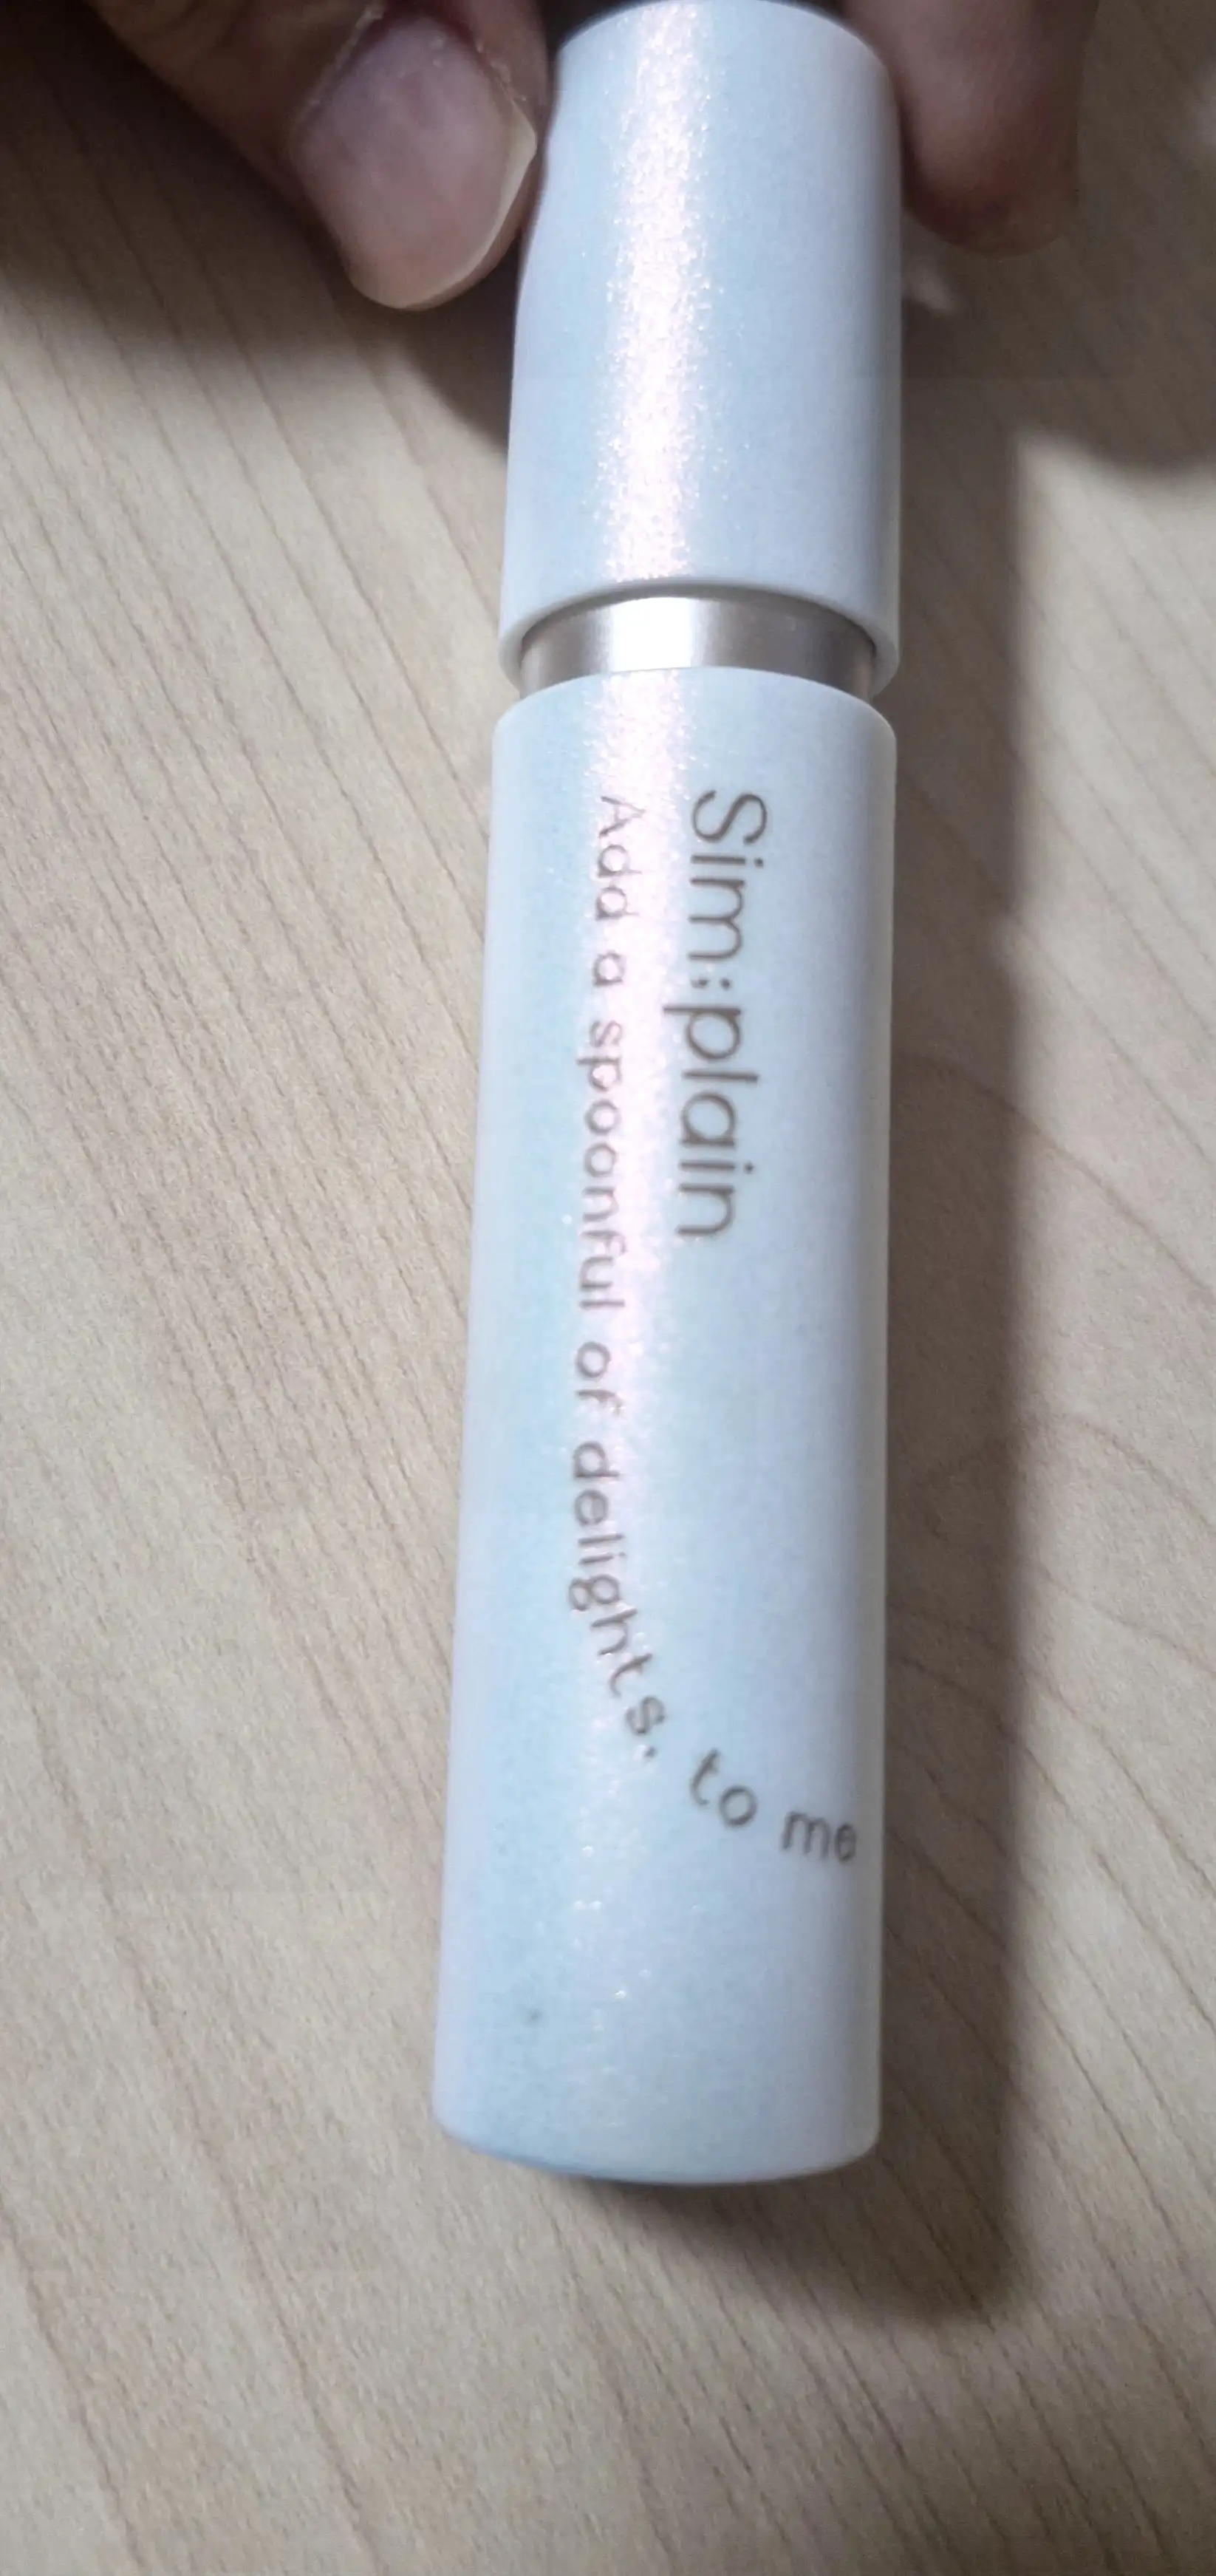 Sim;plain
Add a spoonful of delights, to me